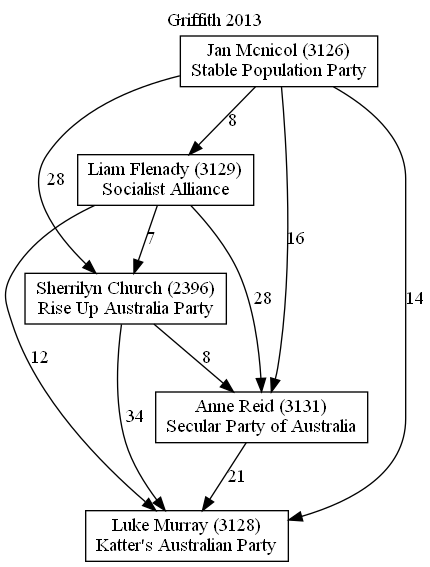 Griffith 2013
Jan Mcnicol (3126)
Stable Population Party
8
Liam Flenady (3129)
Socialist Alliance
28
7
16
Sherrilyn Church (2396)
Rise Up Australia Party
28
14
12
8
Anne Reid (3131)
Secular Party of Australia
34
21
Luke Murray (3128)
Katter's Australian Party